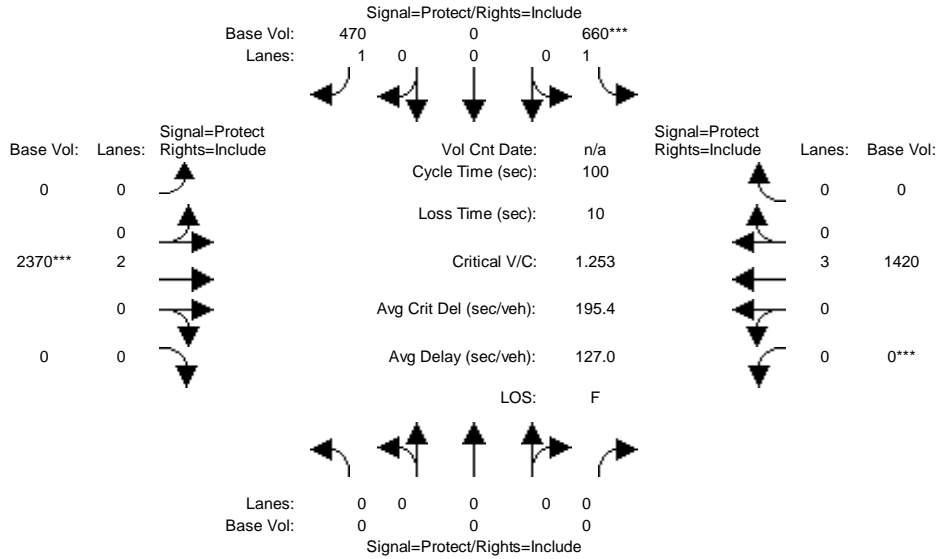 Signal=Protect/Rights=Include
Base Vol: 470 0 660***
Lanes: 1 0 0 0 1
Signal=Protect
Base Vol: Lanes: Rights=Include
Vol Cnt Date: n/a
Signal=Protect
Rights=Include Lanes: Base Vol:
Cycle Time (sec): 100
0 0
0 0
Loss Time (sec): 10
0
0
2370*** 2
Critical V/C: 1.253
3 1420
0
Avg Crit Del (sec/veh): 195.4
0
0 0
Avg Delay (sec/veh): 127.0
0 0***
LOS: F
Lanes: 0 0 0 0 0
Base Vol: 0 0 0
Signal=Protect/Rights=Include